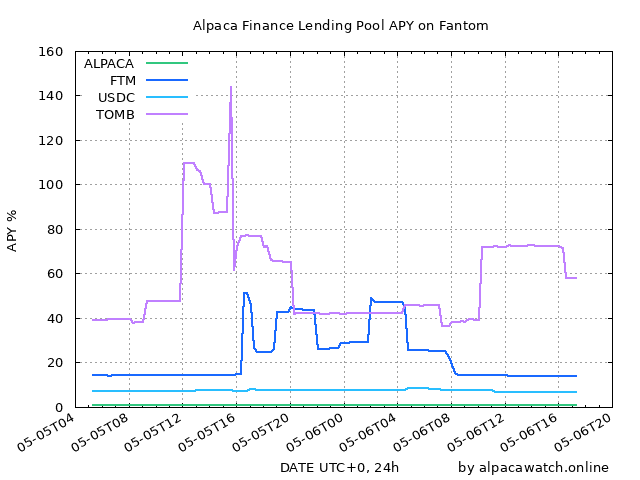 Alpaca Finance Lending Pool APY on Fantom
160
140
120
100
80
60
40
20
0
APY %
ALPACA
FTM
USDC
TOMB
05-05T04
05-05T08
05-05T12
05-05T16
05-05T20
05-06T00
05-06T04
05-06T08
05-06T12
05-06T16
05-06T20
DATE UTC+0, 24h
by alpacawatch.online